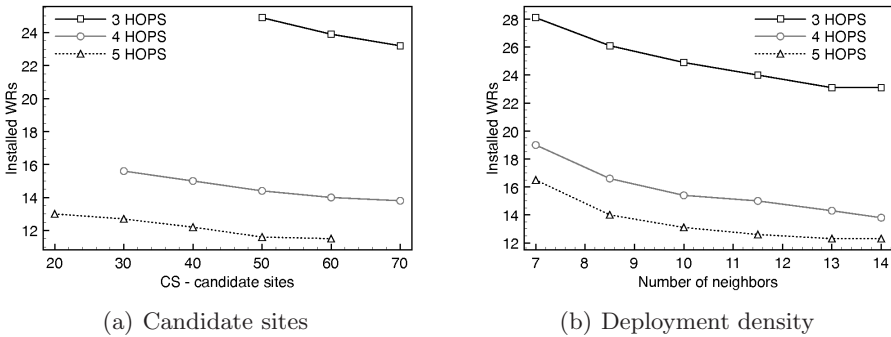 3 HOPS
4 HOPS
5 HOPS
24
22
20
18
16
14
12
Installed WRs
20 30 40 50 60 70
CS - candidate sites
(a) Candidate sites
3 HOPS
4 HOPS
5 HOPS
28
26
24
22
20
18
16
14
12
Installed WRs
7 8 9 10 11 12 13 14
Number of neighbors
(b) Deployment density